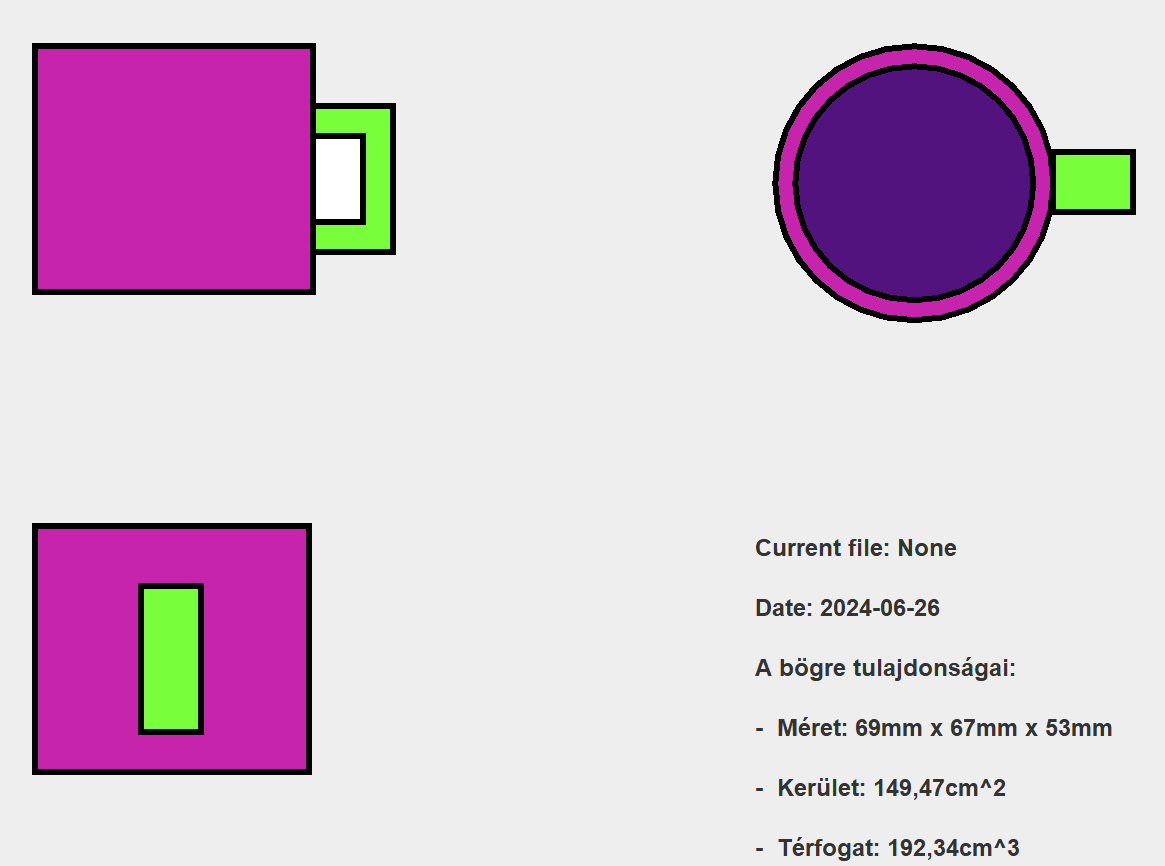 Current file: None
Date: 2024-06-26
A bögre tulajdonságai:
- Méret: 69mm x 67mm x 53mm
- Kerület: 149,47cm^2
- Térfogat: 192,34cm^3